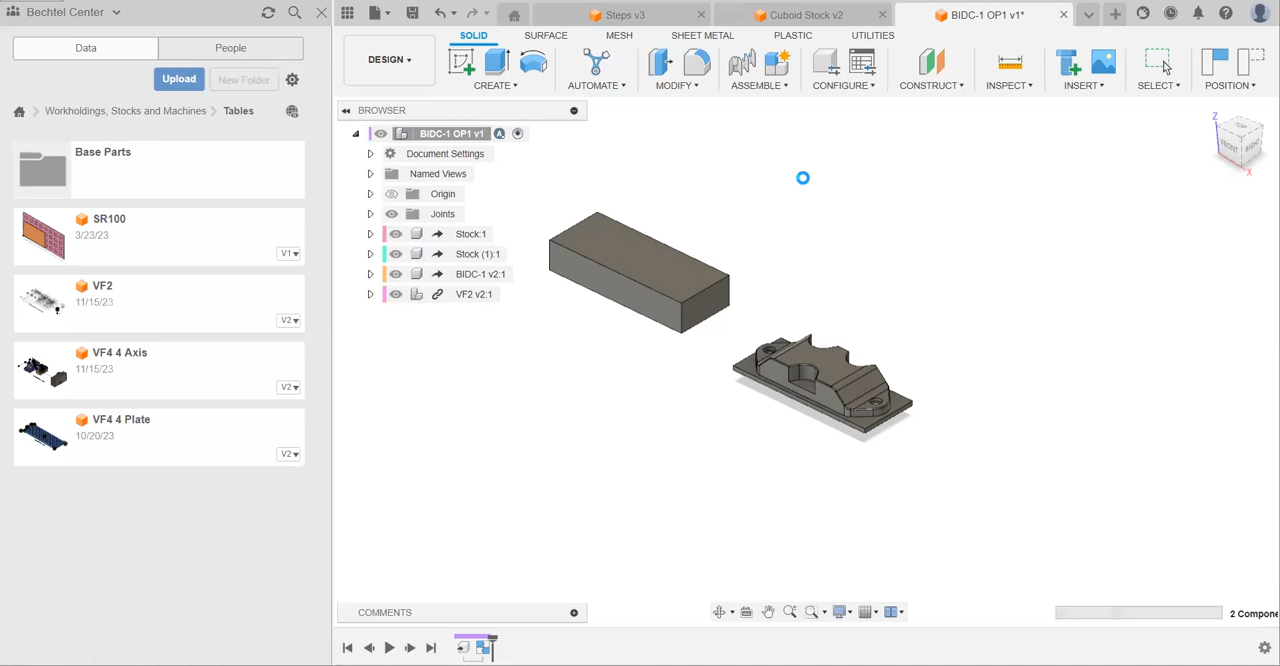 Bechtel Center
Steps v3
Cuboid Stock v2
BIDC-1 OP1 v1*
Data
People
Upload
New Folder
Workholdings, Stocks and Machines
Tables
Base Parts
SR100
3/23/23
V1
VF2
11/15/23
V2
VF4 4 Axis
11/15/23
V2
VF4 4 Plate
10/20/23
V2
SOLID
SURFACE
MESH
SHEET METAL
PLASTIC
UTILITIES
DESIGN
CREATE
AUTOMATE
MODIFY
ASSEMBLE
CONFIGURE
CONSTRUCT
INSPECT
INSERT
SELECT
POSITION
BROWSER
BIDC-1 OP1 v1
Document Settings
Named Views
Origin
Joints
Stock:1
Stock (1):1
BIDC-1 v2:1
VF2 v2:1
Z
TOP
FRONT
RIGHT
X
COMMENTS
2 Compone